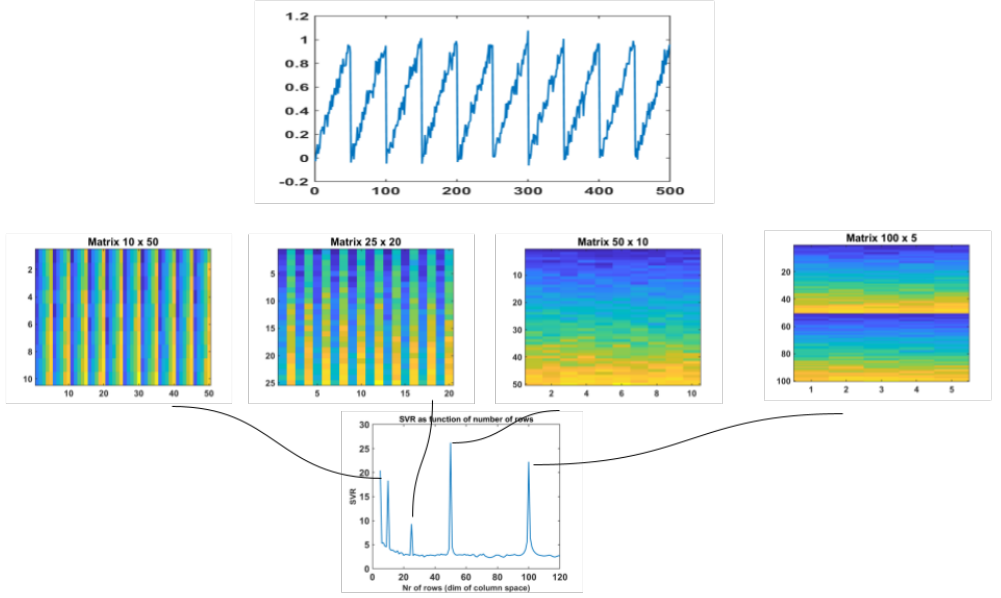 1.2
1
0.8
0.6
0.4
0.2
0
-0.2
0 100 200 300 400 500
Matrix 10 x 50
2
4
6
8
10
10 20 30 40 50
Matrix 25 x 20
5
10
15
20
25
5 10 15 20
Matrix 50 x 10
10
20
30
40
50
2 4 6 8 10
Matrix 100 x 5
20
40
60
80
100
1 2 3 4 5
SVR as function of number of rows
SVR
30
25
20
15
10
5
0
0 20 40 60 80 100 120
Nr of rows (dim of column space)